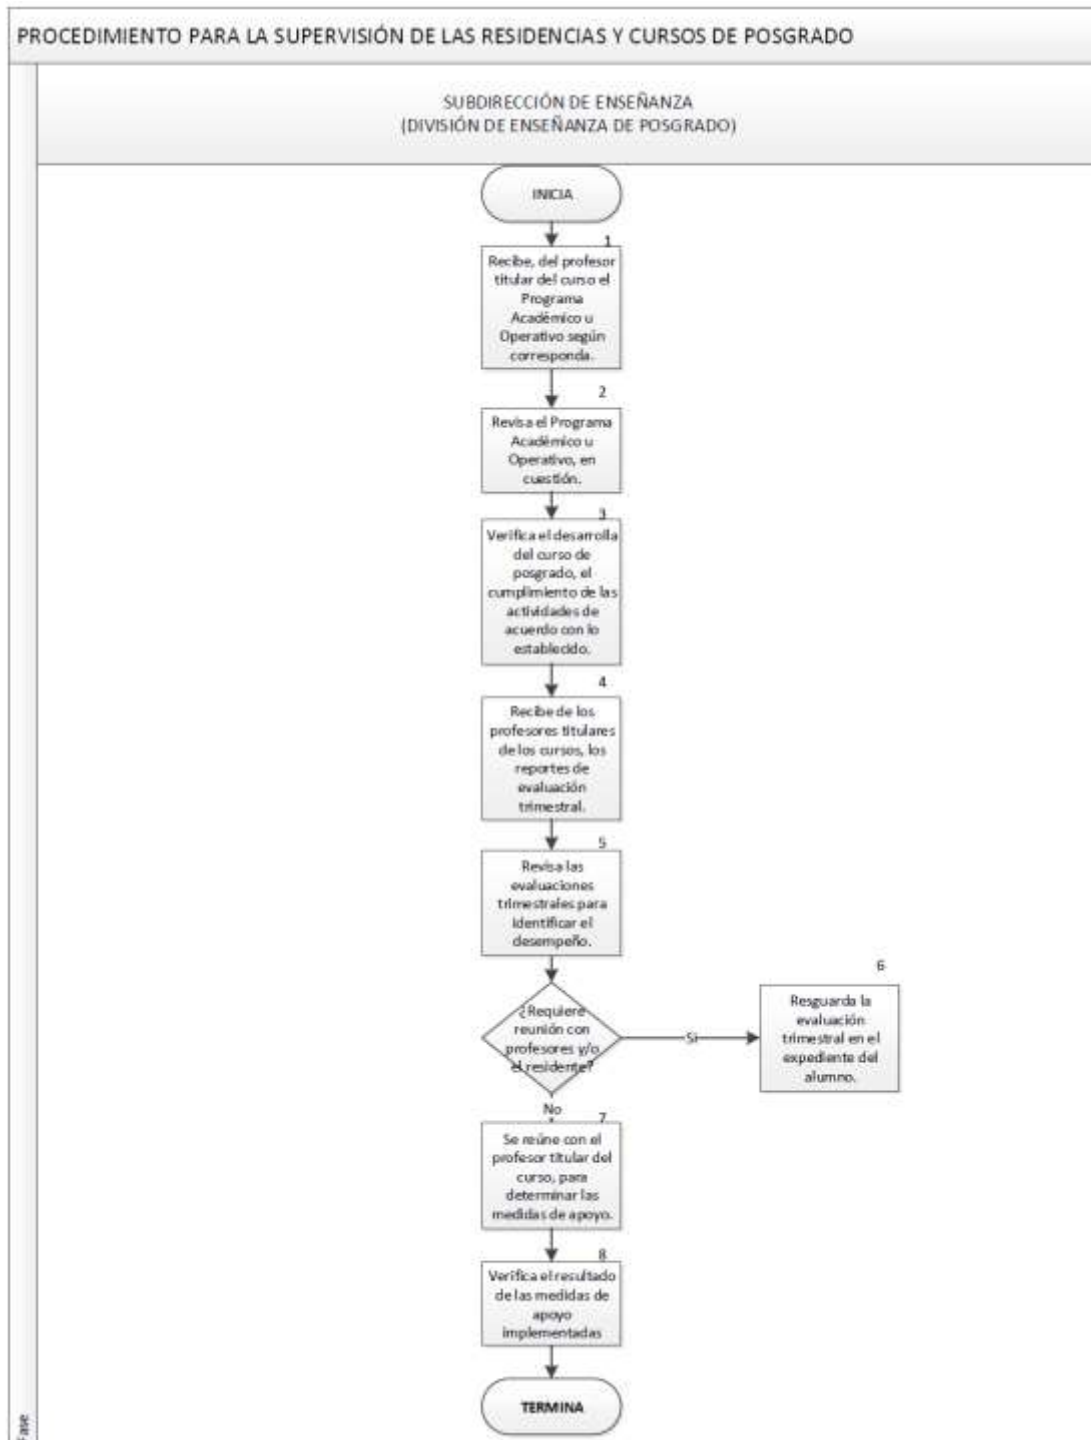 PROCEDIMIENTO PARA LA SUPERVISIÓN DE LAS RESIDENCIAS Y CURSOS DE POSGRADO
SUBDIRECCIÓN DE ENSEÑANZA
(DIVISIÓN DE ENSEÑANZA DE POSGRADO)
INICIA
1
Recibe, del profesor
titular del curso el
Programa
Académico u
Operativo según
corresponda.
2
Revisa el Programa
Académico u
Operativo, en
cuestión.
3
Verifica el desarrolla
del curso de
posgrado, el
cumplimiento de las
actividades de
acuerdo con lo
establecido.
4
Recibe de los
profesores titulares
de los cursos, los
reportes de
evaluación
trimestral.
5
Revisa las
evaluaciones
trimestrales para
identificar el
desempeño.
¿Requiere
reunión con
profesores y/o
el residente?
Si
6
Resguarda la
evaluación
trimestral en el
expediente del
alumno.
No
7
Se reúne con el
profesor titular del
curso, para
determinar las
medidas de apoyo.
8
Verifica el resultado
de las medidas de
apoyo
implementadas
TERMINA
Fase